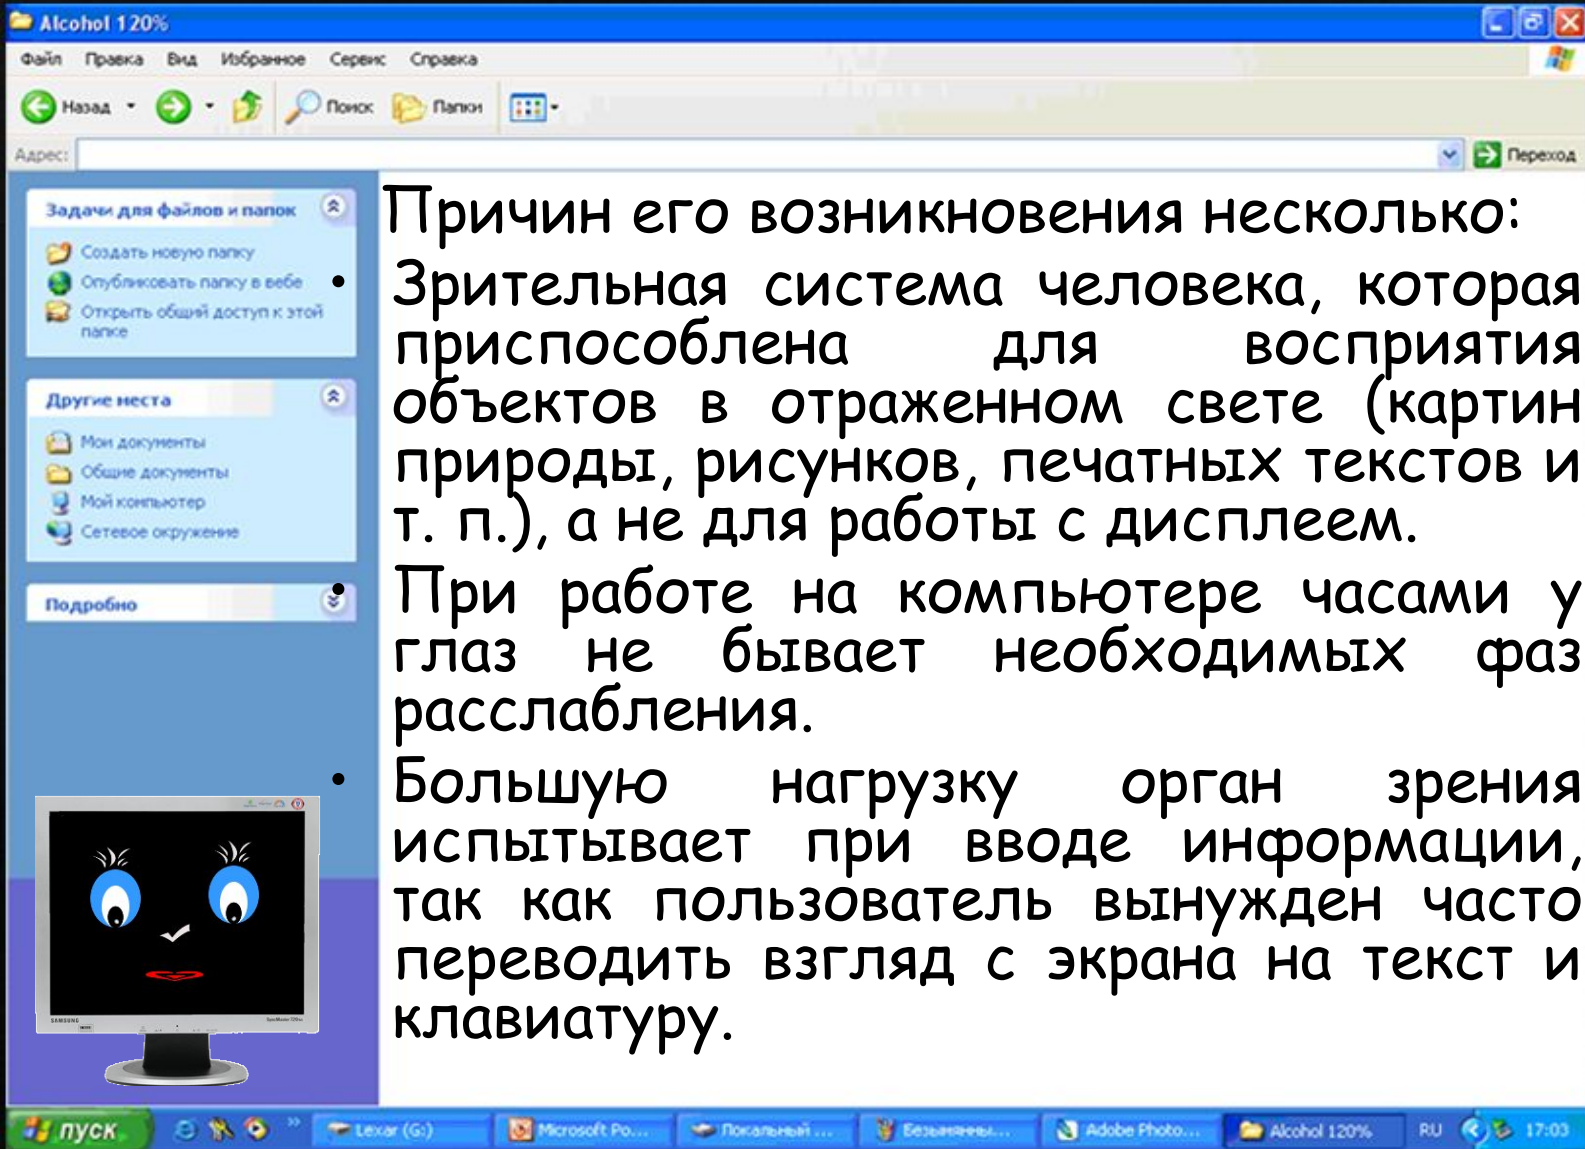 Alcohol 120%
Файл Правка Вид Избранное Сервис Справка
Назад Поиск Папки
Адрес: Переход
Задачи для файлов и папок
Создать новую папку
Опубликовать папку в вебе
Открыть общий доступ к этой
папке
Другие места
Мои документы
Общие документы
Мой компьютер
Сетевое окружение
Подробно
Причин его возникновения несколько:
• Зрительная система человека, которая
приспособлена для восприятия
объектов в отраженном свете (картин
природы, рисунков, печатных текстов и
т. п.), а не для работы с дисплеем.
• При работе на компьютере часами у
глаз не бывает необходимых фаз
расслабления.
• Большую нагрузку орган зрения
испытывает при вводе информации,
так как пользователь вынужден часто
переводить взгляд с экрана на текст и
клавиатуру.
SAMSUNG
пуск Lexar (G:) Microsoft Po... Локальный ... Безымянны... Adobe Photo... Alcohol 120% RU 17:03